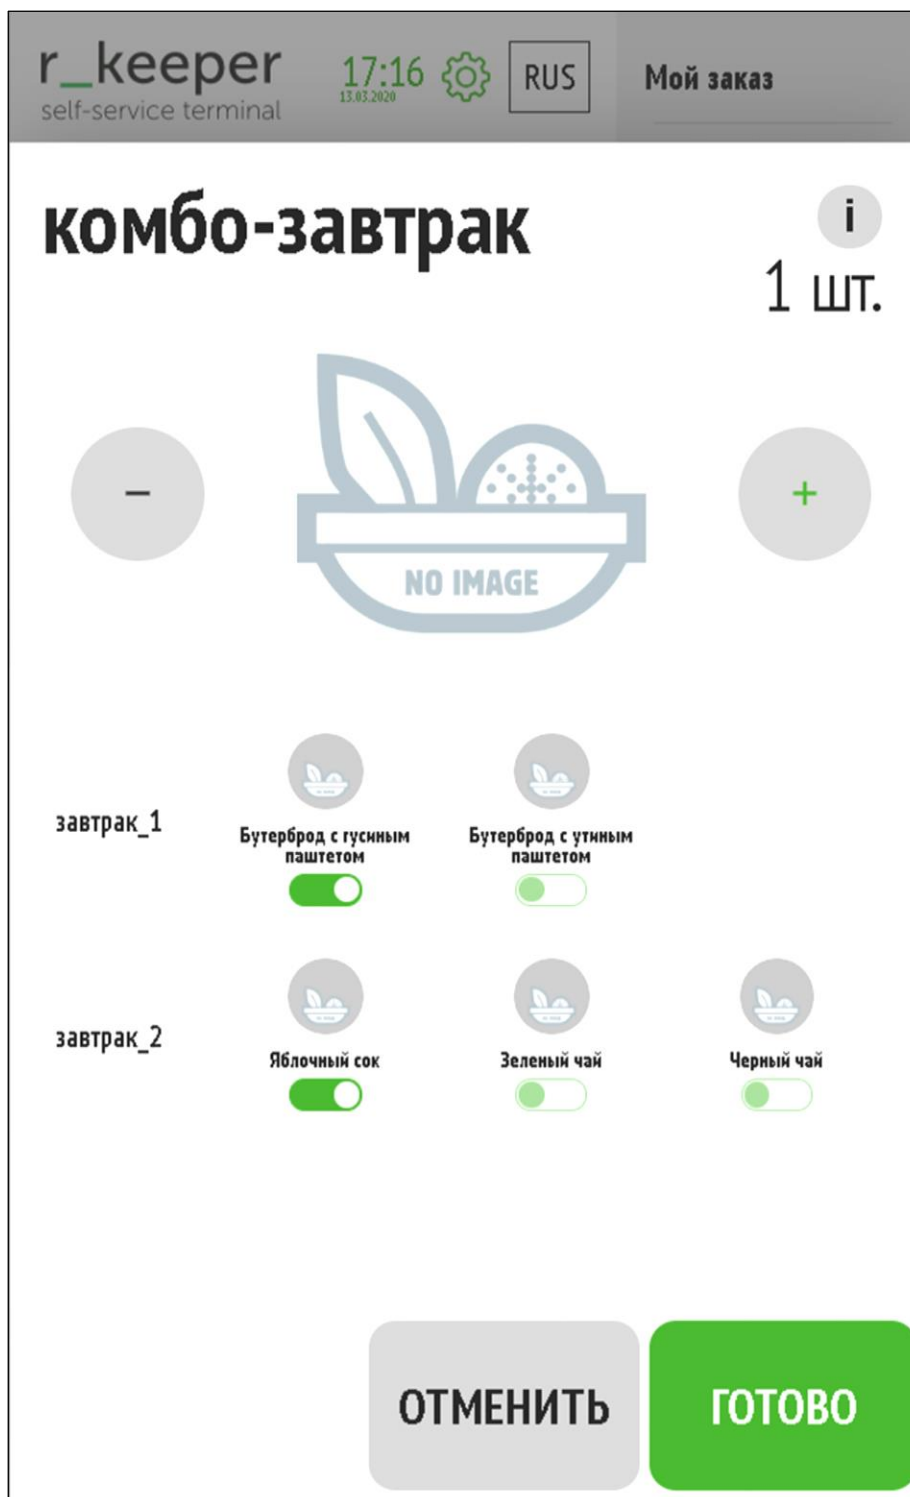 r_keeper
self-service terminal
17:16
13.03.2020
RUS
Мой заказ
комбо-завтрак
i
1 шт.
−
+
NO IMAGE
завтрак_1
Бутерброд с гусиным
паштетом
Бутерброд с утиным
паштетом
завтрак_2
Яблочный сок
Зеленый чай
Черный чай
ОТМЕНИТЬ
ГОТОВО